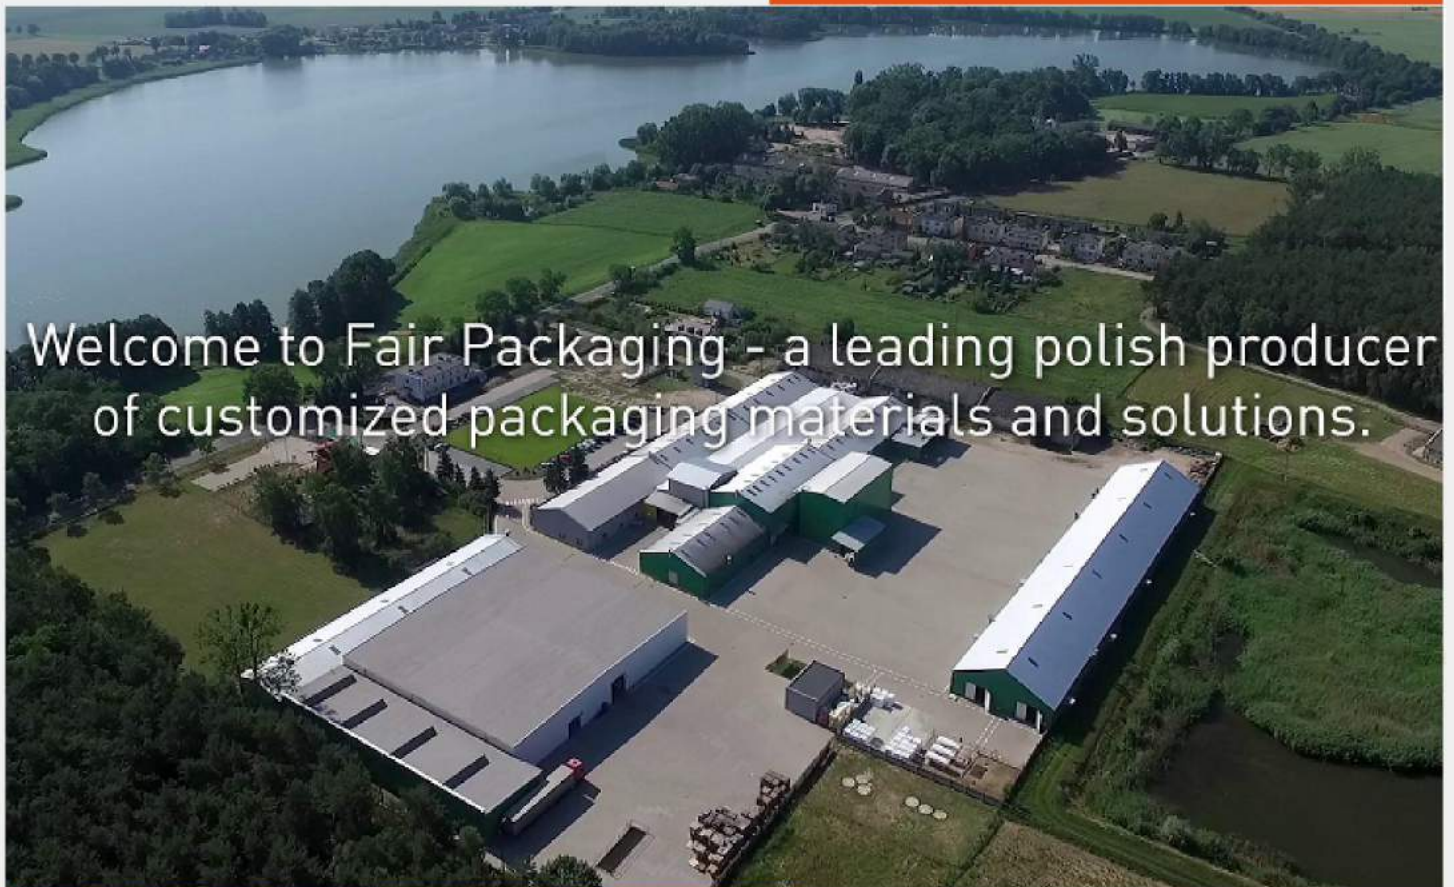 Welcome to Fair Packaging - a leading polish producer
of customized packaging materials and solutions.